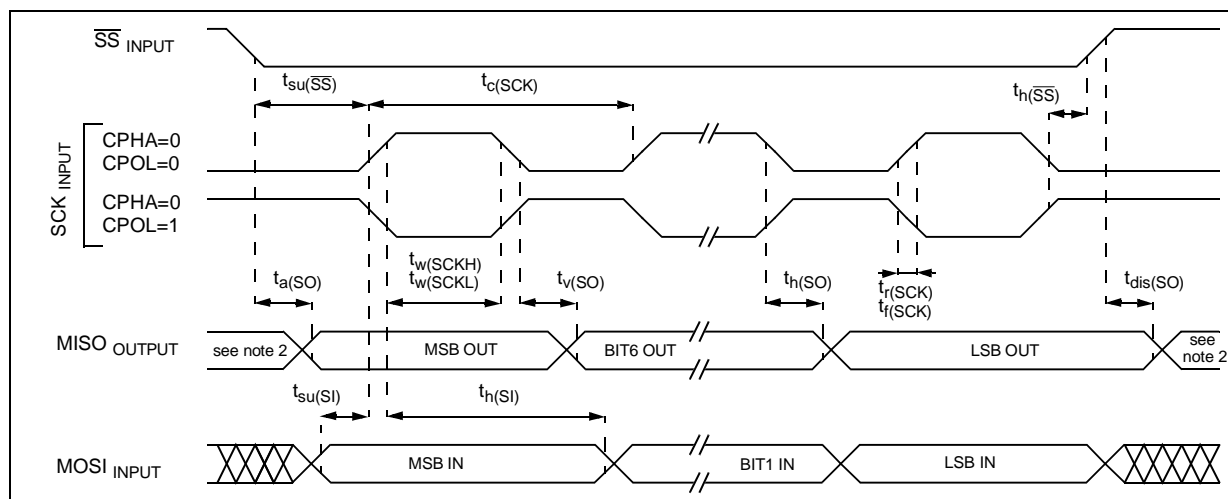 SS INPUT
tsu(SS)
tc(SCK)
th(SS)
SCK INPUT
CPHA=0
CPOL=0
CPHA=0
CPOL=1
ta(SO)
tw(SCKH)
tw(SCKL)
tv(SO)
th(SO)
tr(SCK)
tf(SCK)
tdis(SO)
MISO OUTPUT
see note 2
MSB OUT
BIT6 OUT
LSB OUT
see
note 2
tsu(SI)
th(SI)
MOSI INPUT
MSB IN
BIT1 IN
LSB IN